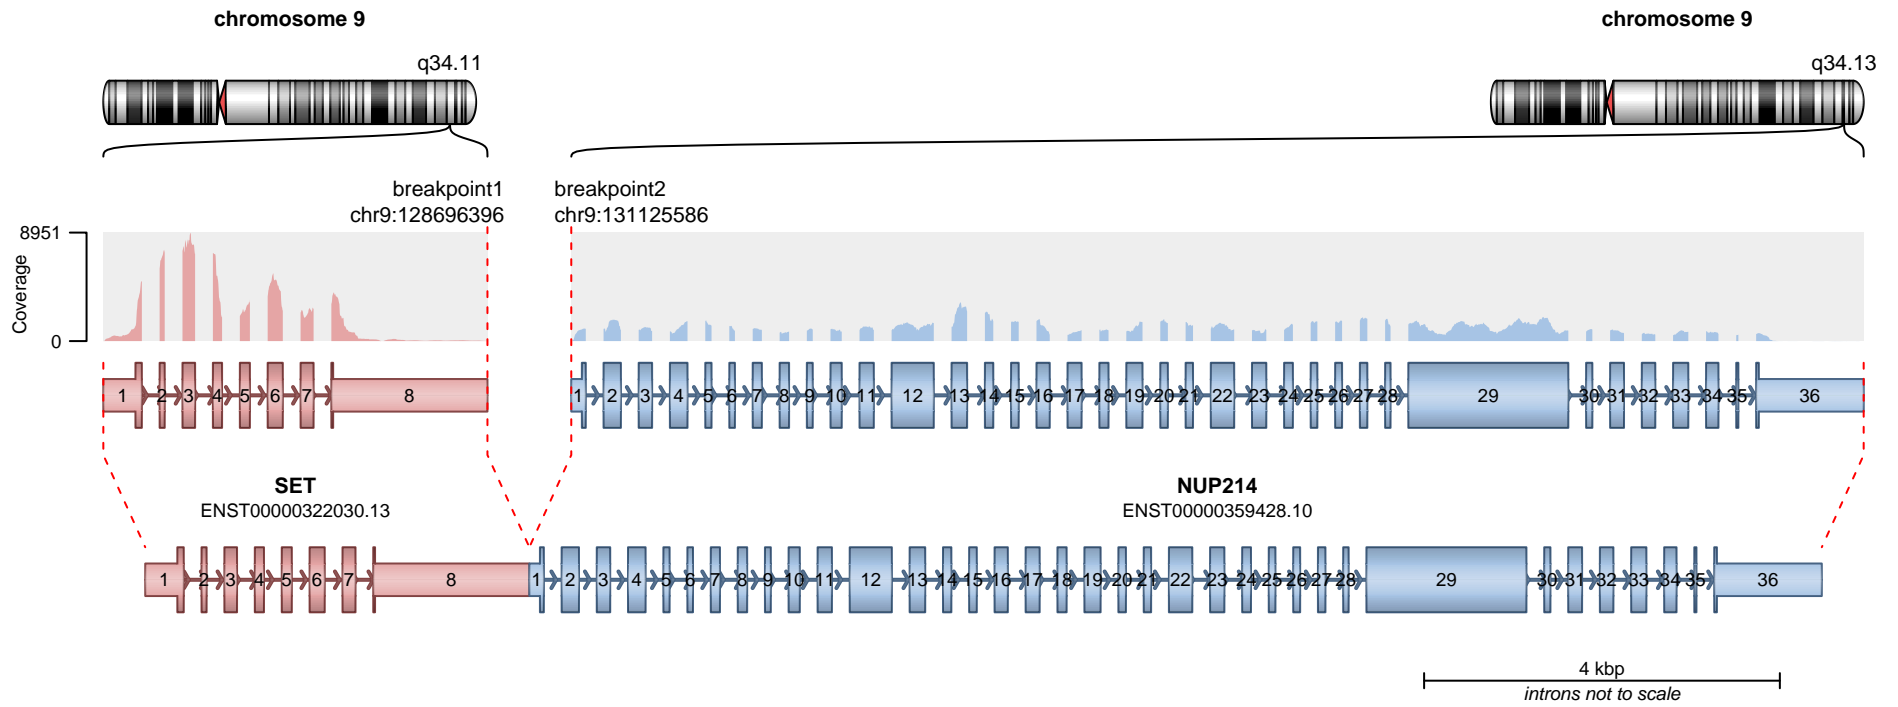 chromosome 9
chromosome 9
q34.11
q34.13
breakpoint1
chr9:128696396
breakpoint2
chr9:131125586
Coverage
8951
0
1 2 3 4 5 6 7 8
1 2 3 4 5 6 7 8 9 10 11 12 13 14 15 16 17 18 19 20 21 22 23 24 25 26 27 28 29 30 31 32 33 34 35 36
SET
ENST00000322030.13
NUP214
ENST00000359428.10
1 2 3 4 5 6 7 8 1 2 3 4 5 6 7 8 9 10 11 12 13 14 15 16 17 18 19 20 21 22 23 24 25 26 27 28 29 30 31 32 33 34 35 36
4 kbp
introns not to scale